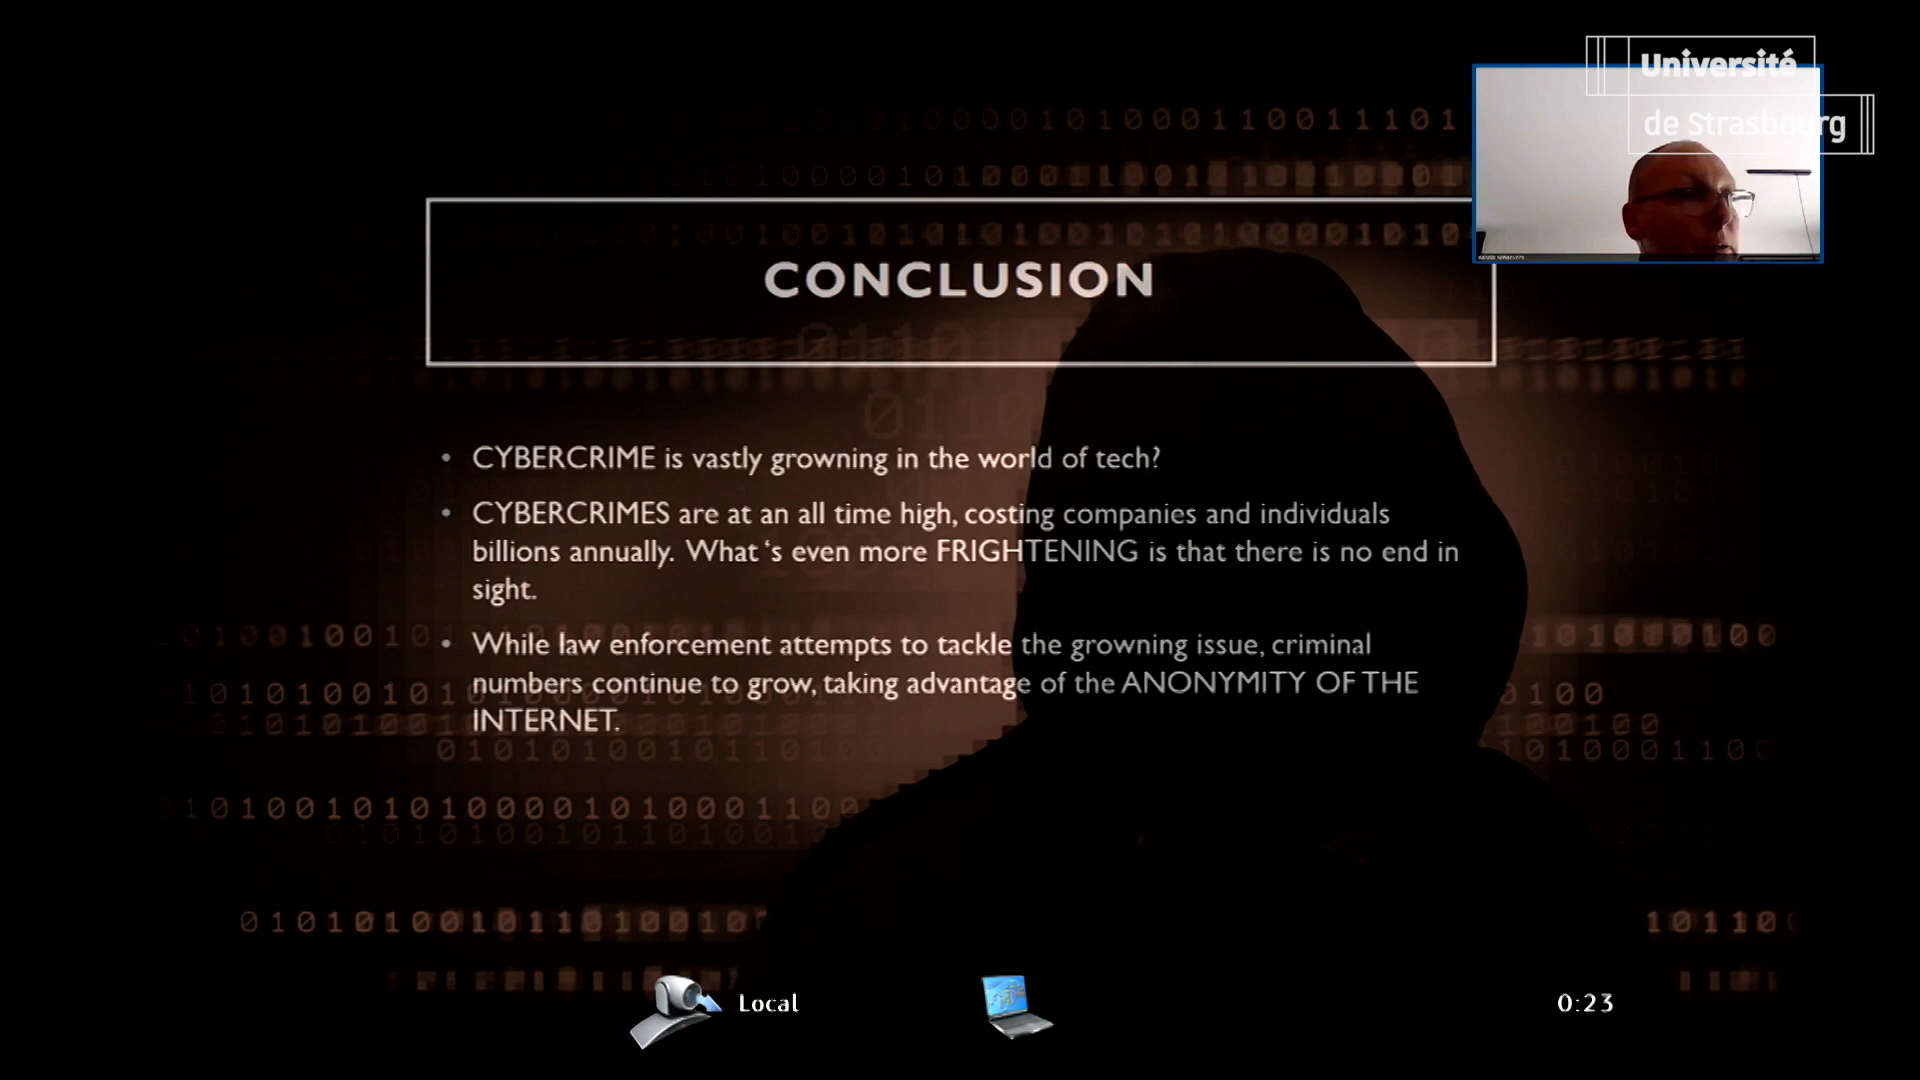 Université
de Strasbourg
CONCLUSION
• CYBERCRIME is vastly growning in the world of tech?
• CYBERCRIMES are at an all time high, costing companies and individuals
billions annually. What 's even more FRIGHTENING is that there is no end in
sight.
• While law enforcement attempts to tackle the growning issue, criminal
numbers continue to grow, taking advantage of the ANONYMITY OF THE
INTERNET.
Local
0:23